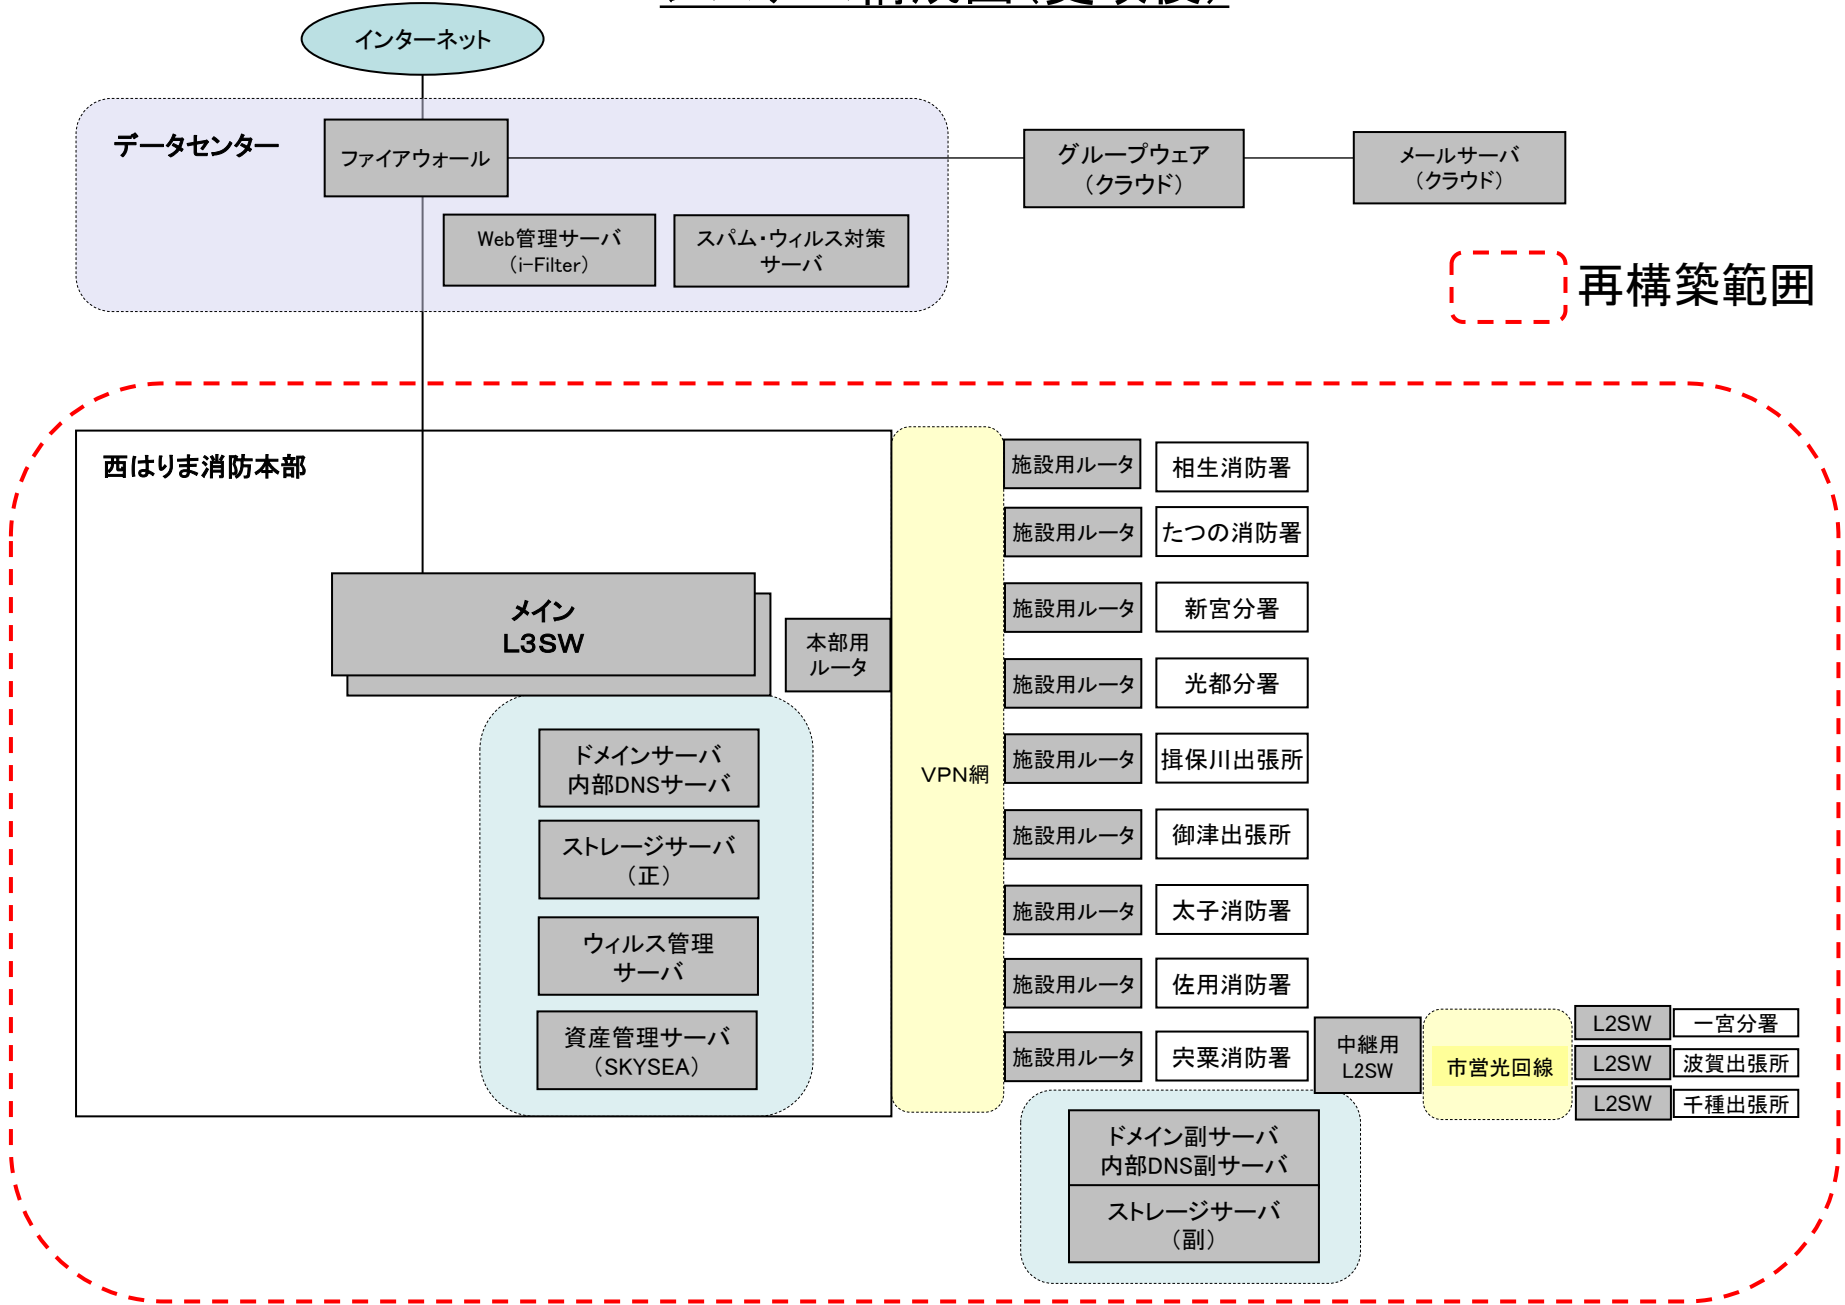 インターネット
データセンター
ファイアウォール
グループウェア
（クラウド）
メールサーバ
（クラウド）
Web管理サーバ
（i-Filter）
スパム・ウィルス対策
サーバ
再構築範囲
西はりま消防本部
メイン
L3SW
本部用
ルータ
ドメインサーバ
内部DNSサーバ
ストレージサーバ
（正）
ウィルス管理
サーバ
資産管理サーバ
（SKYSEA）
VPN網
施設用ルータ
相生消防署
施設用ルータ
たつの消防署
施設用ルータ
新宮分署
施設用ルータ
光都分署
施設用ルータ
揖保川出張所
施設用ルータ
御津出張所
施設用ルータ
太子消防署
施設用ルータ
佐用消防署
施設用ルータ
宍粟消防署
中継用
L2SW
市営光回線
L2SW
一宮分署
L2SW
波賀出張所
L2SW
千種出張所
ドメイン副サーバ
内部DNS副サーバ
ストレージサーバ
（副）